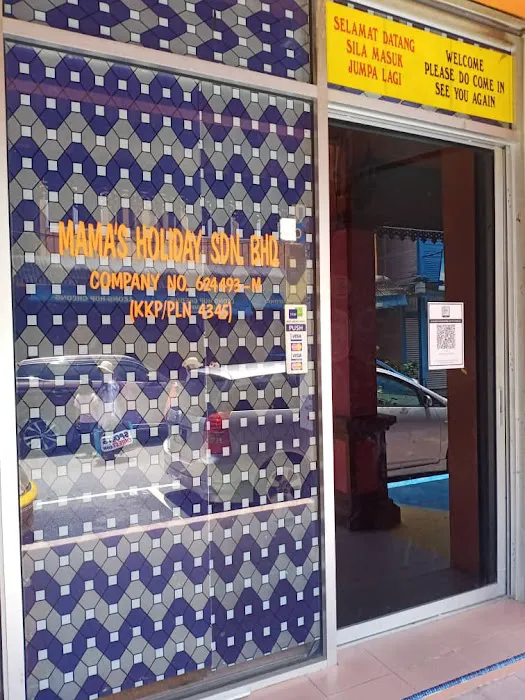 SELAMAT DATANG
SILA MASUK
JUMPA LAGI
WELCOME
PLEASE DO COME IN
SEE YOU AGAIN
MAMA'S HOLIDAY SDN. BHD.
COMPANY NO. 624493-M
(KKP/PLN 4346)
PUSH